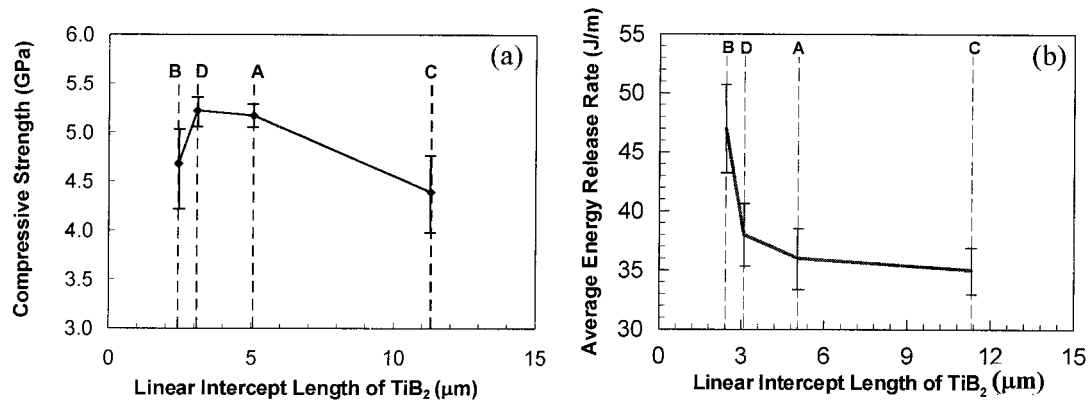 Compressive Strength (GPa)
6.0
5.5
5.0
4.5
4.0
3.5
3.0
B D A C
(a)
0 5 10 15
Linear Intercept Length of TiB₂ (μm)
Average Energy Release Rate (J/m)
55
50
45
40
35
30
B D A C
(b)
0 3 6 9 12 15
Linear Intercept Length of TiB₂ (μm)